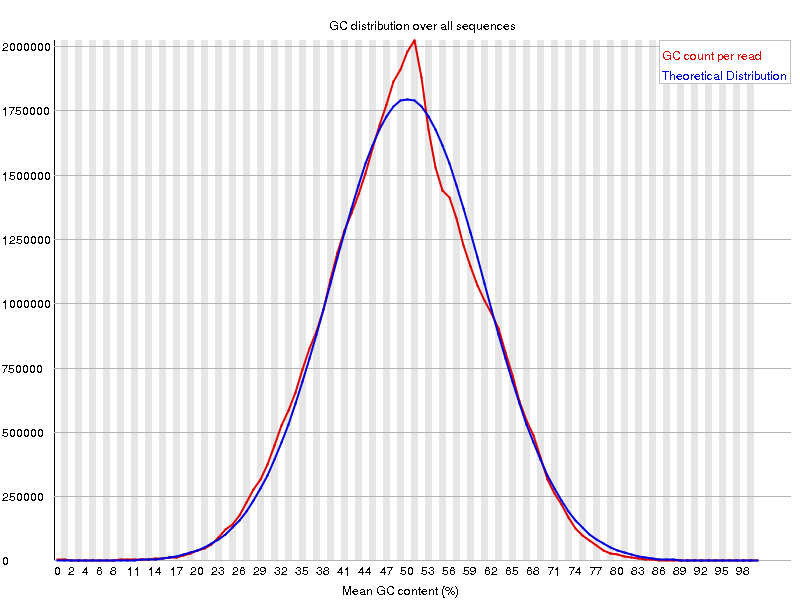 GC distribution over all sequences
GC count per read
Theoretical Distribution
2000000
1750000
1500000
1250000
1000000
750000
500000
250000
0
0 2 4 6 8 11 14 17 20 23 26 29 32 35 38 41 44 47 50 53 56 59 62 65 68 71 74 77 80 83 86 89 92 95 98
Mean GC content (%)